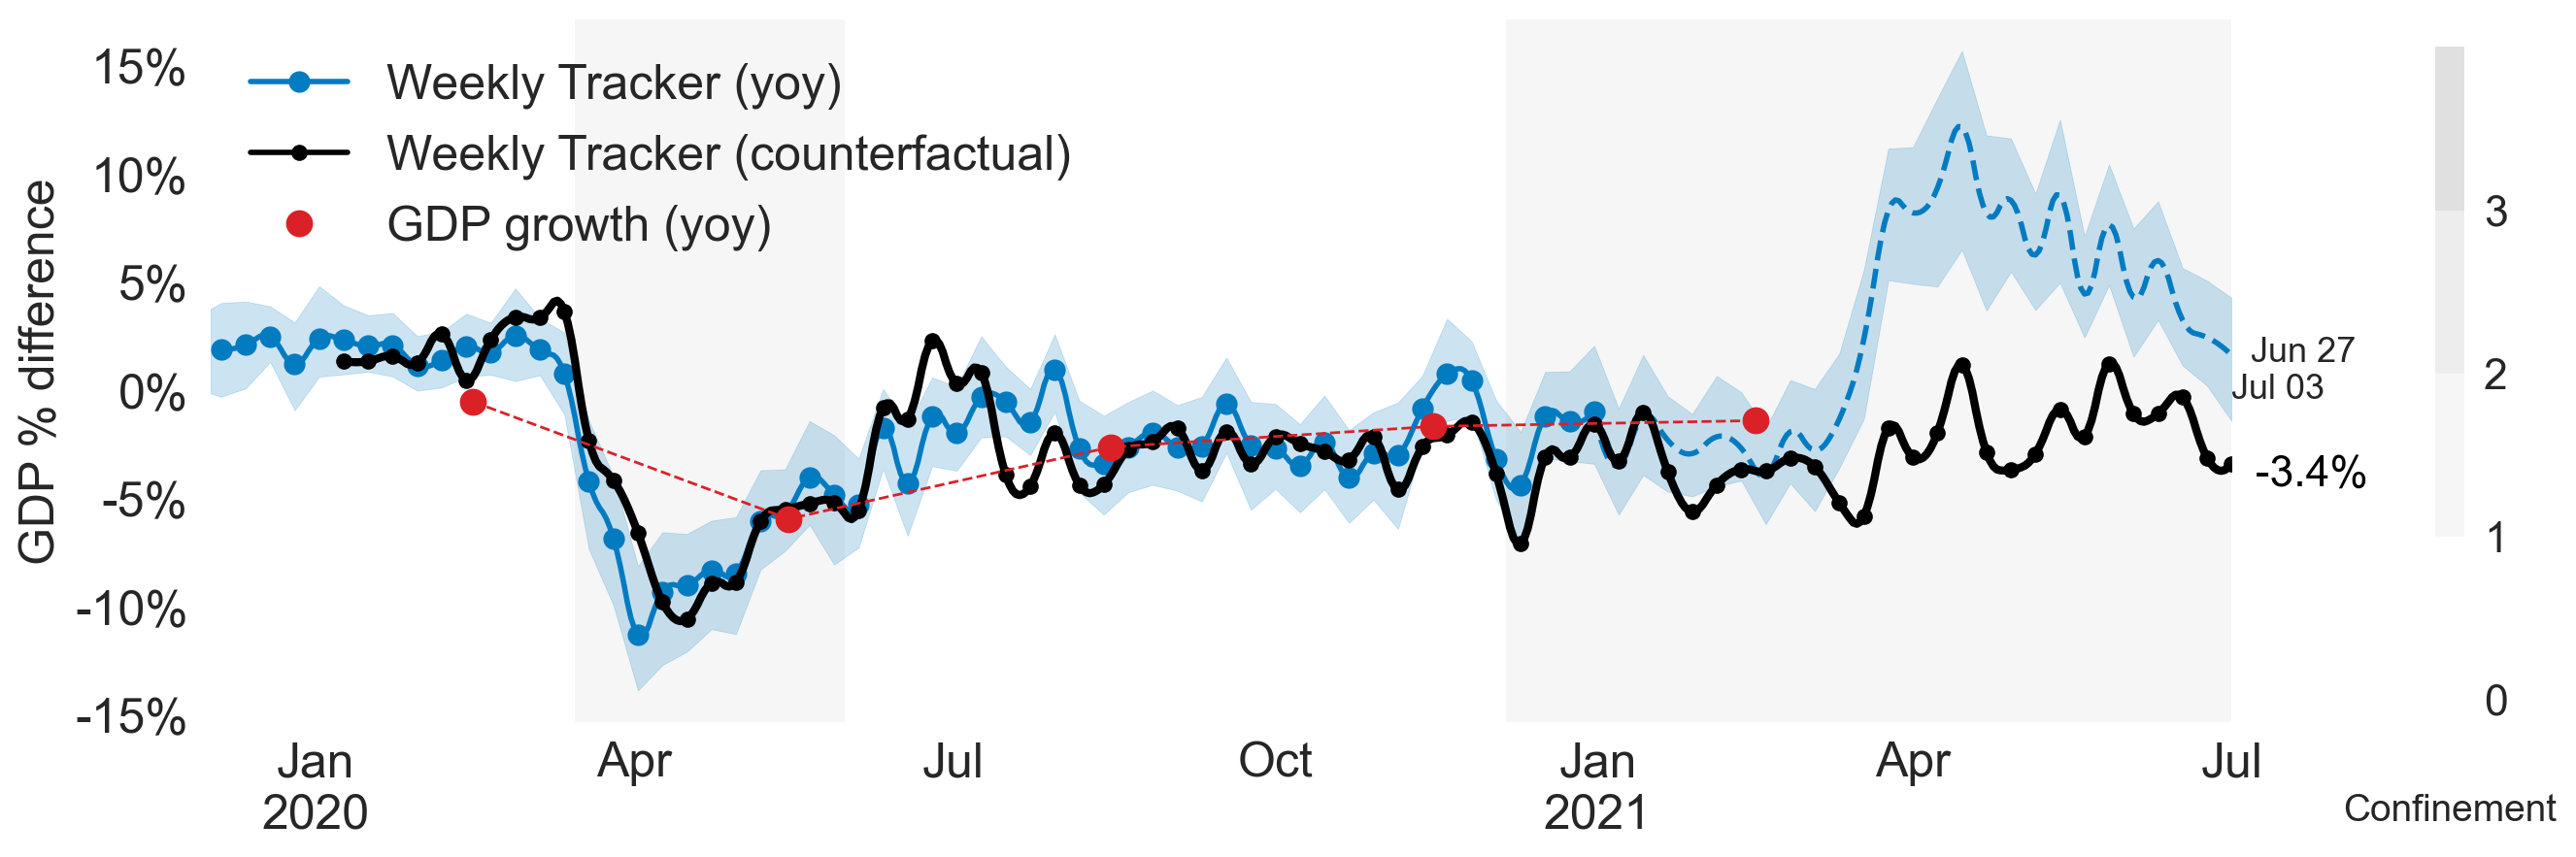 15%
10%
5%
0%
-5%
-10%
-15%
GDP % difference
Weekly Tracker (yoy)
Weekly Tracker (counterfactual)
GDP growth (yoy)
Jun 27
Jul 03
-3.4%
3
2
1
0
Confinement
Jan Apr Jul Oct Jan Apr Jul
2020 2021